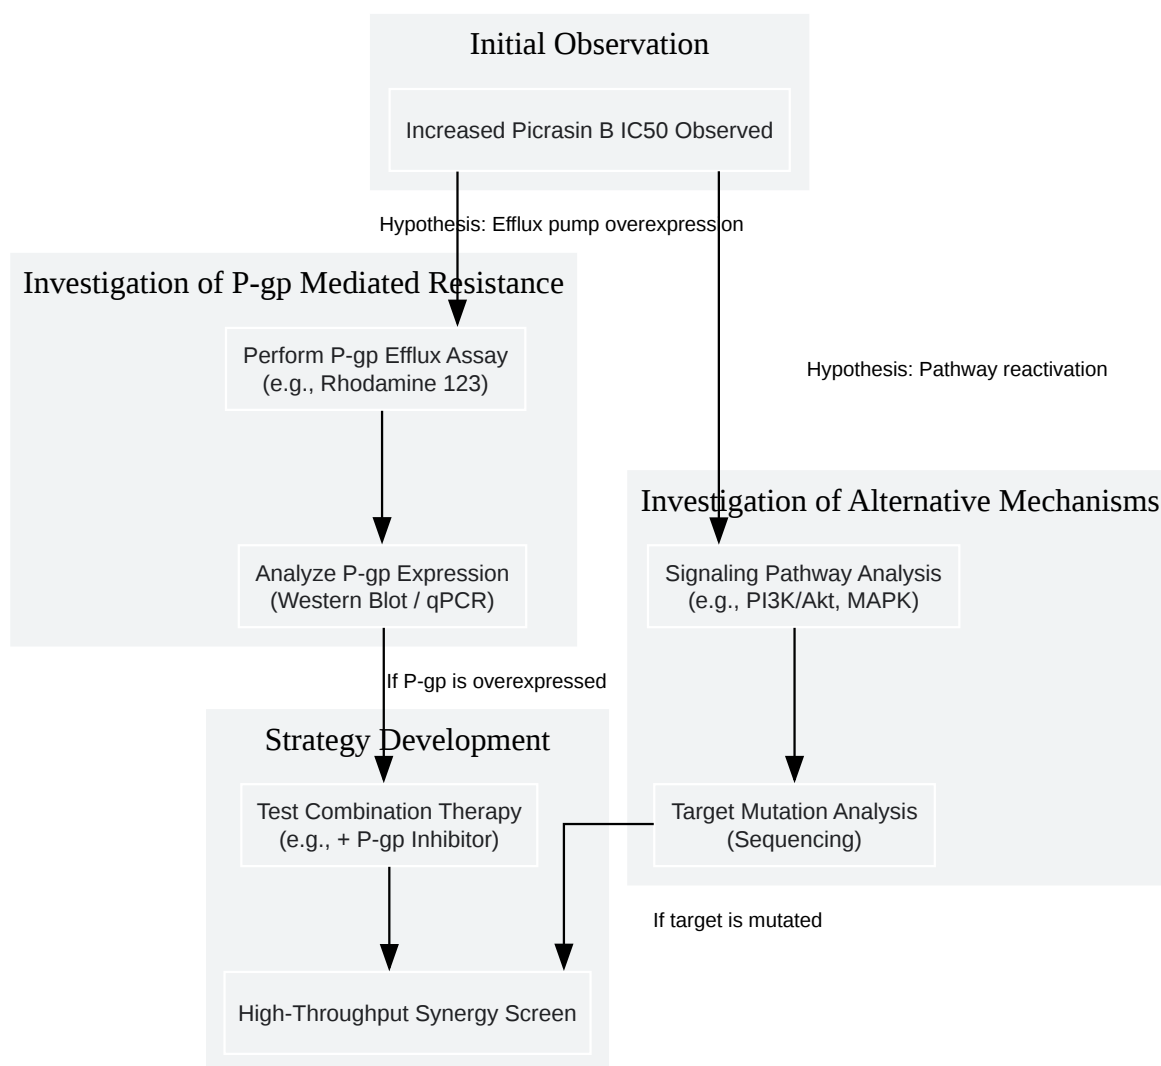 Initial Observation
Increased Picrasin B IC50 Observed
Hypothesis: Efflux pump overexpression
Investigation of P-gp Mediated Resistance
Perform P-gp Efflux Assay
(e.g., Rhodamine 123)
Hypothesis: Pathway reactivation
Investigation of Alternative Mechanisms
Analyze P-gp Expression
(Western Blot / qPCR)
Signaling Pathway Analysis
(e.g., PI3K/Akt, MAPK)
If P-gp is overexpressed
Strategy Development
Test Combination Therapy
(e.g., + P-gp Inhibitor)
Target Mutation Analysis
(Sequencing)
If target is mutated
High-Throughput Synergy Screen